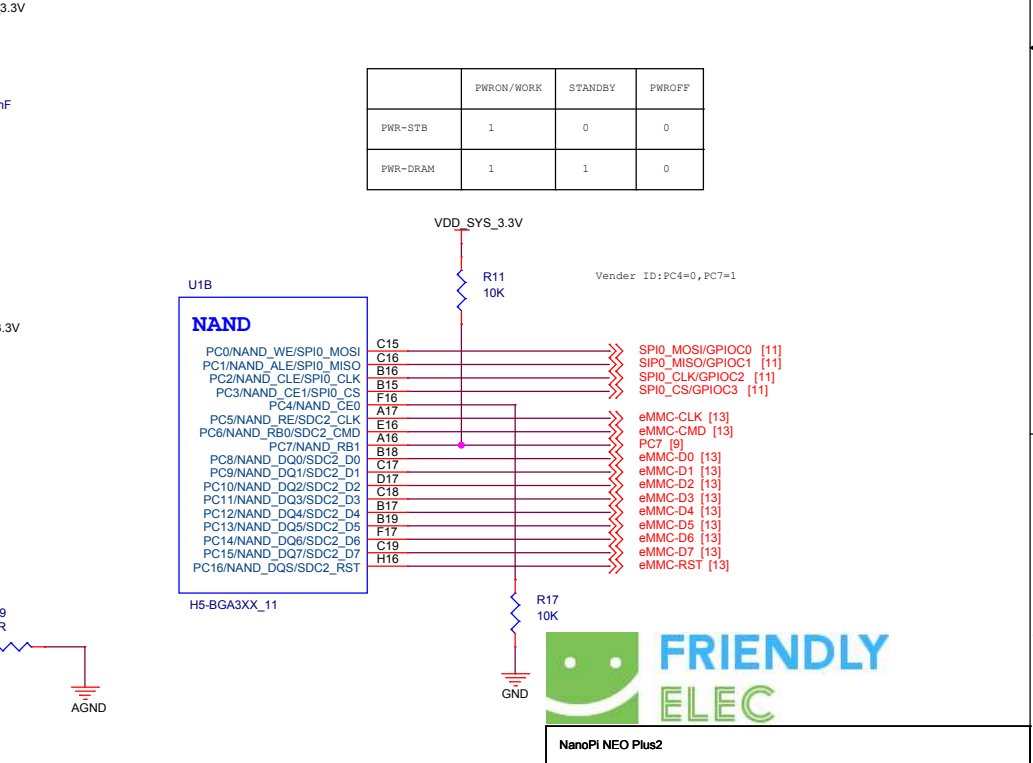 3.3V
nF
PWRON/WORK STANDBY PWROFF
PWR-STB 1 0 0
PWR-DRAM 1 1 0
VDD_SYS_3.3V
R11
10K
Vender ID:PC4=0,PC7=1
U1B
NAND
3.3V
PC0/NAND_WE/SPI0_MOSI C15 SPI0_MOSI/GPIOC0 [11]
PC1/NAND_ALE/SPI0_MISO C16 SIP0_MISO/GPIOC1 [11]
PC2/NAND_CLE/SPI0_CLK B16 SPI0_CLK/GPIOC2 [11]
PC3/NAND_CE1/SPI0_CS B15 SPI0_CS/GPIOC3 [11]
PC4/NAND_CE0 F16
PC5/NAND_RE/SDC2_CLK A17 eMMC-CLK [13]
PC6/NAND_RB0/SDC2_CMD E16 eMMC-CMD [13]
PC7/NAND_RB1 A16 PC7 [9]
PC8/NAND_DQ0/SDC2_D0 B18 eMMC-D0 [13]
PC9/NAND_DQ1/SDC2_D1 C17 eMMC-D1 [13]
PC10/NAND_DQ2/SDC2_D2 D17 eMMC-D2 [13]
PC11/NAND_DQ3/SDC2_D3 C18 eMMC-D3 [13]
PC12/NAND_DQ4/SDC2_D4 B17 eMMC-D4 [13]
PC13/NAND_DQ5/SDC2_D5 B19 eMMC-D5 [13]
PC14/NAND_DQ6/SDC2_D6 F17 eMMC-D6 [13]
PC15/NAND_DQ7/SDC2_D7 C19 eMMC-D7 [13]
PC16/NAND_DQS/SDC2_RST H16 eMMC-RST [13]
H5-BGA3XX_11
9
R
R17
10K
AGND
GND
FRIENDLY
ELEC
NanoPi NEO Plus2